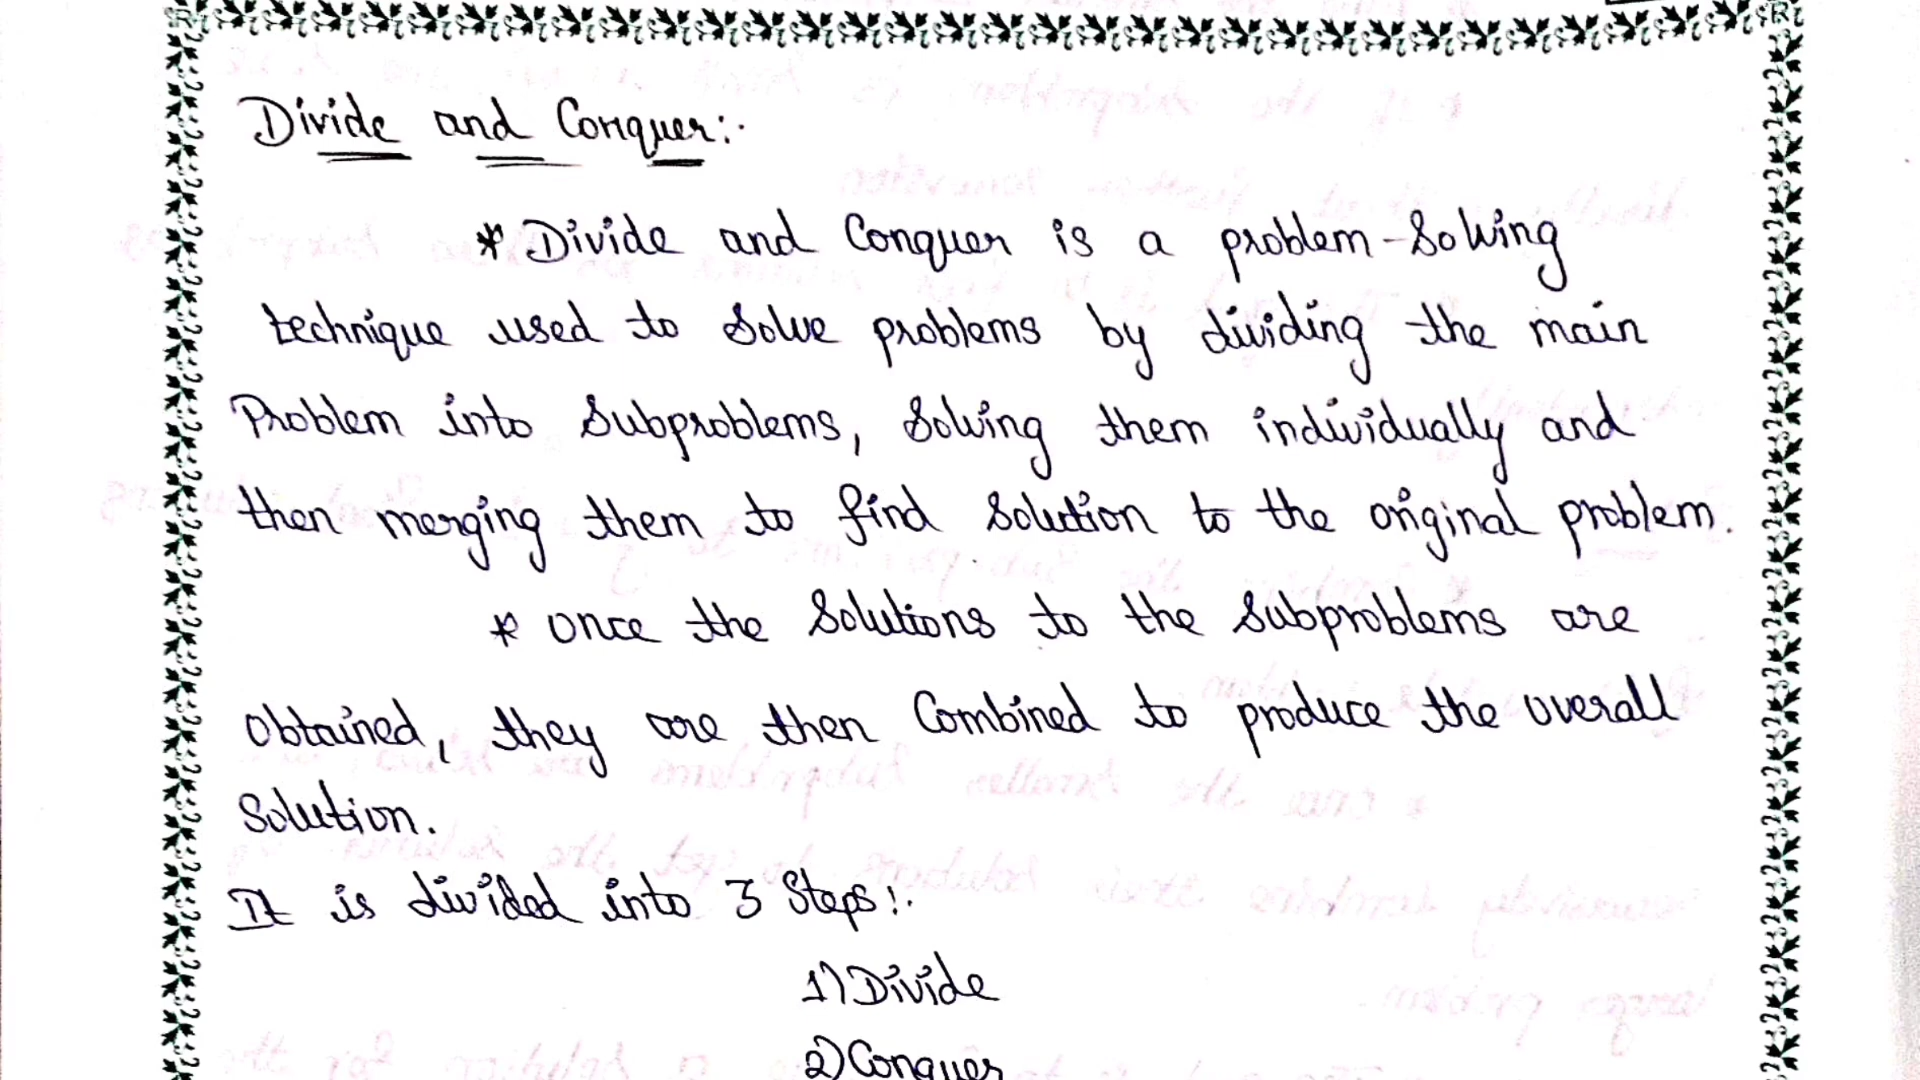 Divide and Conquer:-
* Divide and Conquer is a problem-Solving
technique used to solve problems by dividing the main
Problem into Subproblems, Solving them individually and
then merging them to find Solution to the original problem.
* once the Solutions to the Subproblems are
obtained, they are then Combined to produce the overall
Solution.
It is divided into 3 Steps:-
1) Divide
2) Conquer